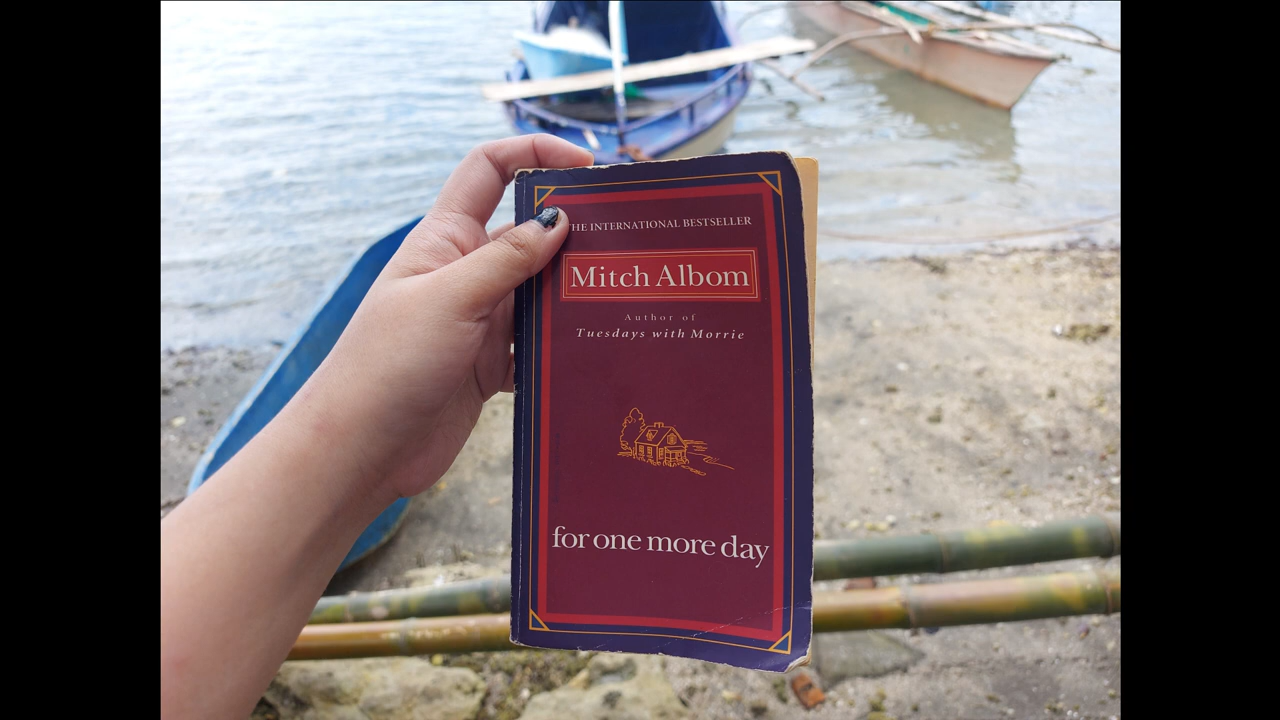 THE INTERNATIONAL BESTSELLER
Mitch Albom
Author of
Tuesdays with Morrie
for one more day